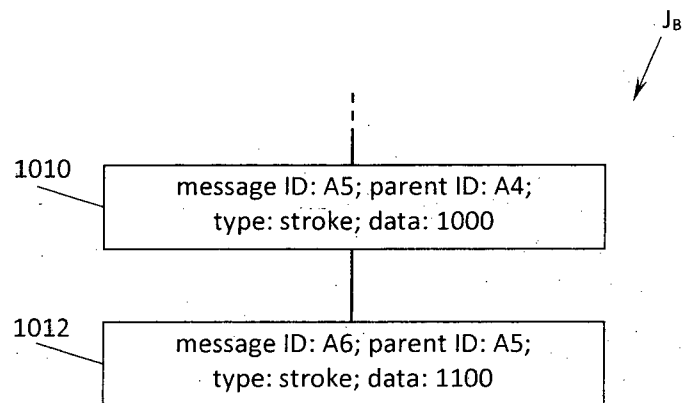 J_B
1010
message ID: A5; parent ID: A4;
type: stroke; data: 1000
1012
message ID: A6; parent ID: A5;
type: stroke; data: 1100